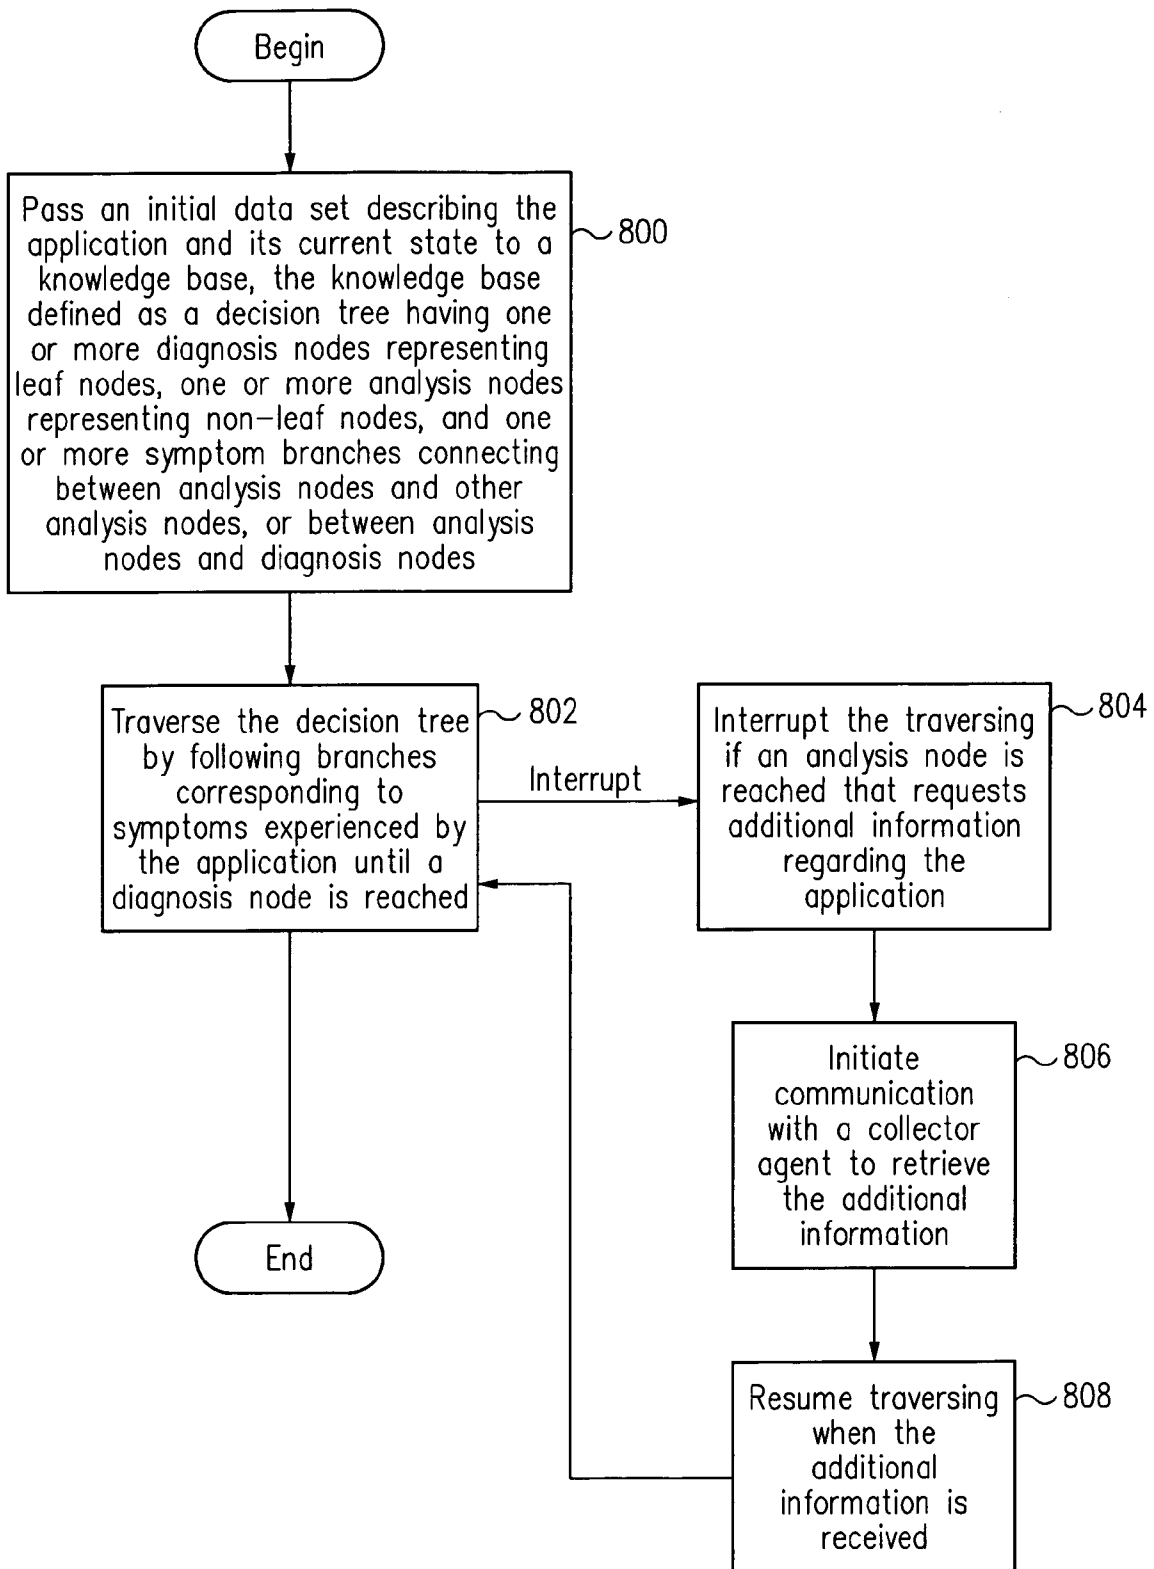 Begin
Pass an initial data set describing the
application and its current state to a
knowledge base, the knowledge base
defined as a decision tree having one
or more diagnosis nodes representing
leaf nodes, one or more analysis nodes
representing non-leaf nodes, and one
or more symptom branches connecting
between analysis nodes and other
analysis nodes, or between analysis
nodes and diagnosis nodes
800
Traverse the decision tree
by following branches
corresponding to
symptoms experienced by
the application until a
diagnosis node is reached
802
Interrupt
Interrupt the traversing
if an analysis node is
reached that requests
additional information
regarding the
application
804
Initiate
communication
with a collector
agent to retrieve
the additional
information
806
Resume traversing
when the
additional
information is
received
808
End